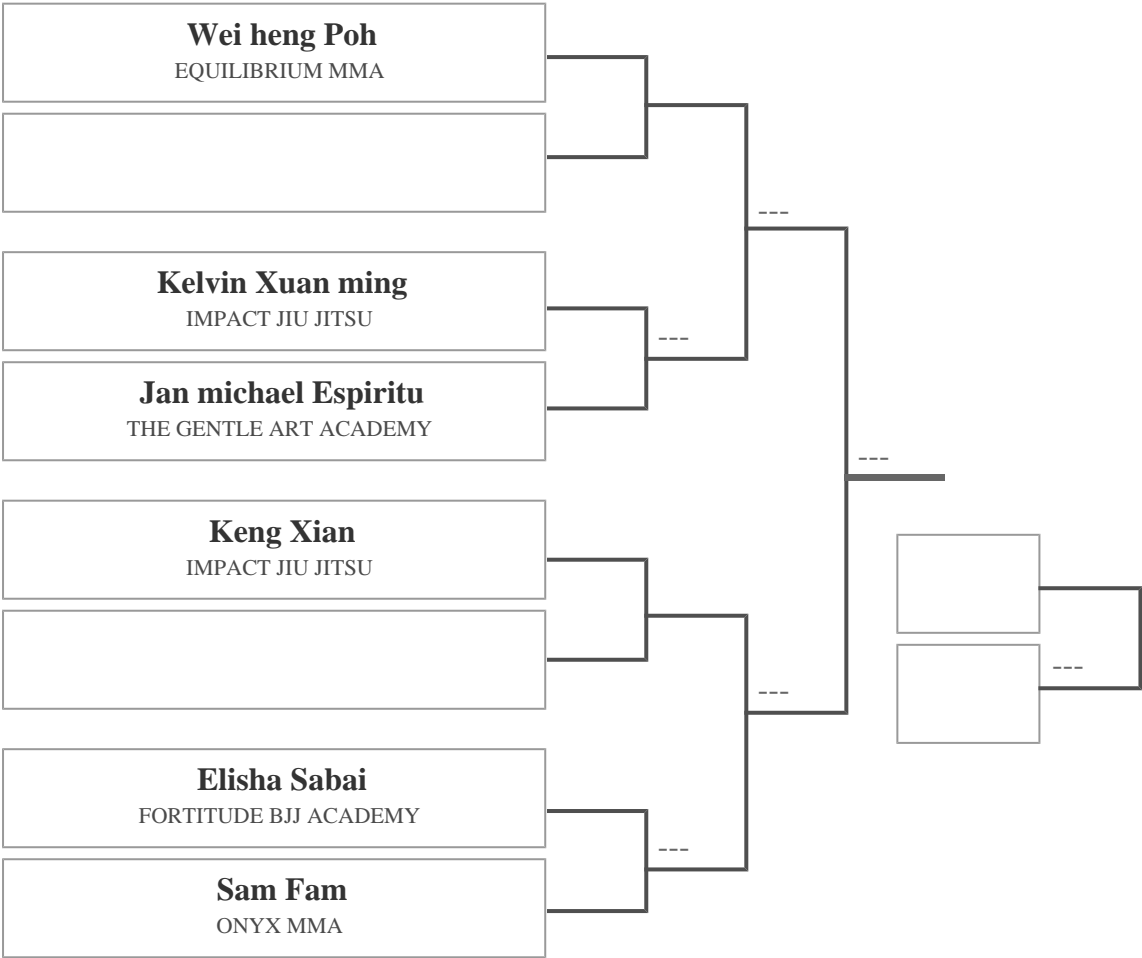 Wei heng Poh
EQUILIBRIUM MMA
---
Kelvin Xuan ming
IMPACT JIU JITSU
---
Jan michael Espiritu
THE GENTLE ART ACADEMY
---
Keng Xian
IMPACT JIU JITSU
---
---
Elisha Sabai
FORTITUDE BJJ ACADEMY
---
Sam Fam
ONYX MMA